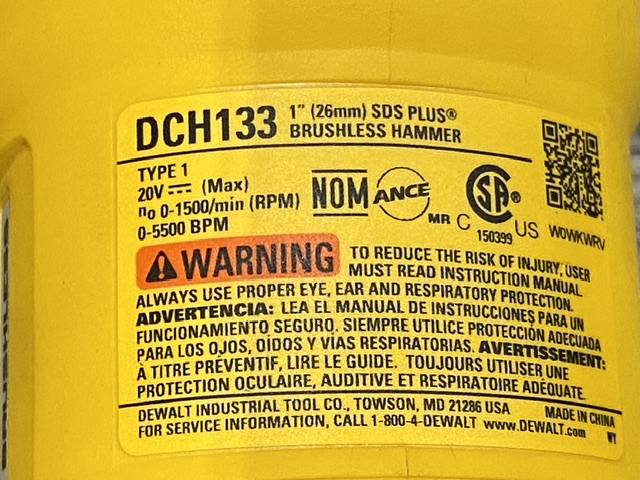 DCH133 1" (26mm) SDS PLUS®
BRUSHLESS HAMMER
TYPE 1
20V ⎓ (Max)
n₀ 0-1500/min (RPM)
0-5500 BPM
NOM ANCE MR
C SA® US
150399
W0WKWRV
WARNING TO REDUCE THE RISK OF INJURY, USER
MUST READ INSTRUCTION MANUAL.
ALWAYS USE PROPER EYE, EAR AND RESPIRATORY PROTECTION.
ADVERTENCIA: LEA EL MANUAL DE INSTRUCCIONES PARA UN
FUNCIONAMIENTO SEGURO. SIEMPRE UTILICE PROTECCIÓN ADECUADA
PARA LOS OJOS, OÍDOS Y VÍAS RESPIRATORIAS. AVERTISSEMENT:
À TITRE PRÉVENTIF, LIRE LE GUIDE. TOUJOURS UTILISER UNE
PROTECTION OCULAIRE, AUDITIVE ET RESPIRATOIRE ADÉQUATE.
DEWALT INDUSTRIAL TOOL CO., TOWSON, MD 21286 USA MADE IN CHINA
FOR SERVICE INFORMATION, CALL 1-800-4-DEWALT www.DEWALT.com WY